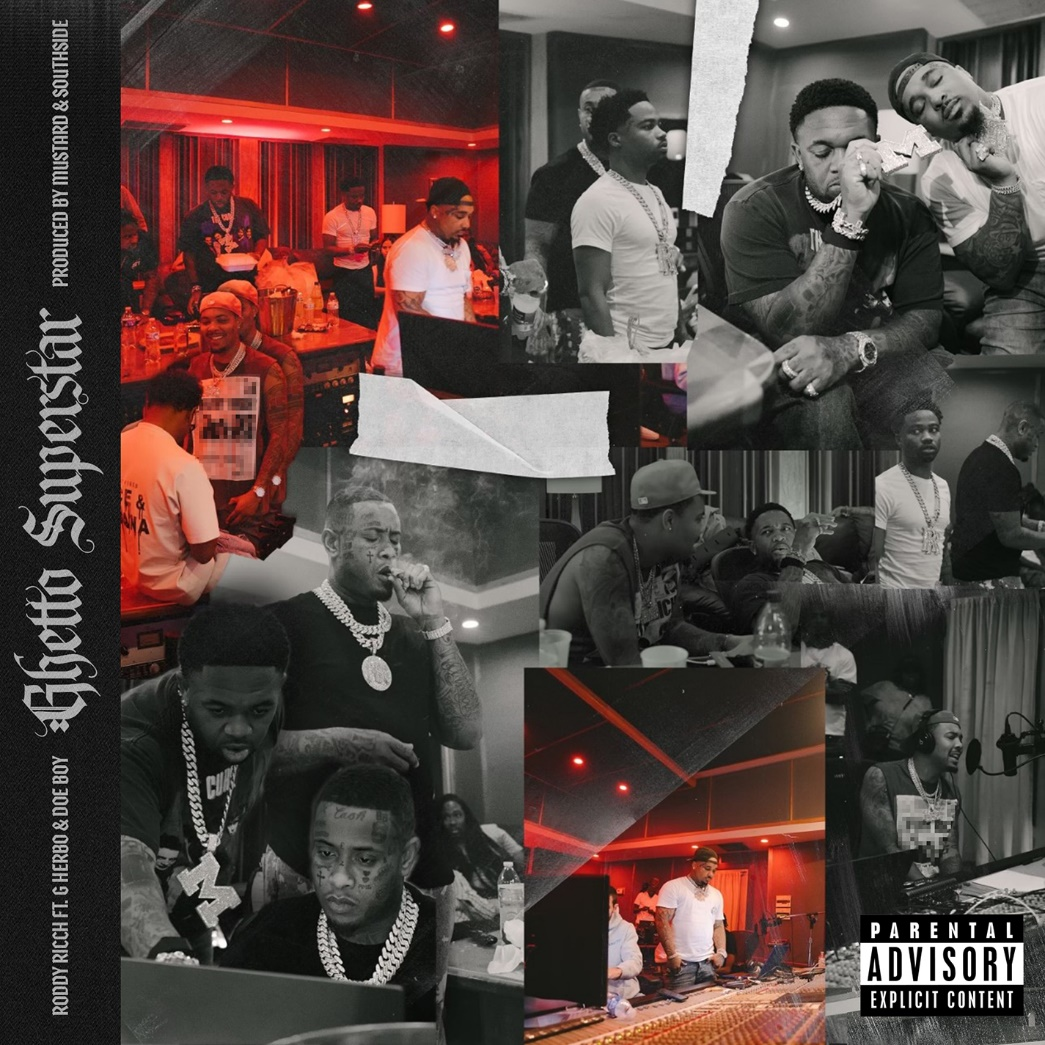 PRODUCED BY MUSTARD & SOUTHSIDE
Ghetto Superstar
RODDY RICCH FT. G HERBO & DOE BOY
PARENTAL
ADVISORY
EXPLICIT CONTENT